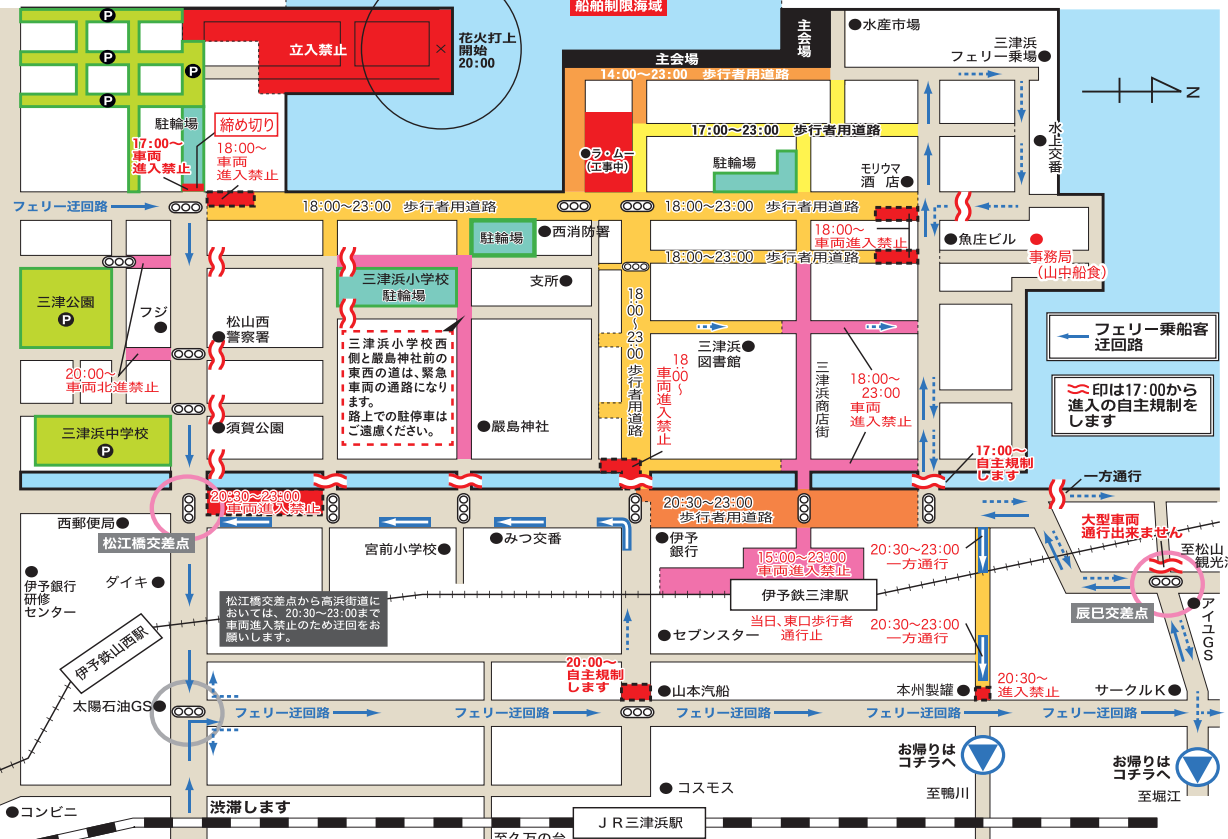 船舶制限海域
P
P
P
P
立入禁止
花火打上
開始
20:00
主会場
主会場
水産市場
三津浜
フェリー乗場
N
14:00〜23:00 歩行者用道路
17:00〜23:00 歩行者用道路
駐輪場
締め切り
17:00〜
車両
進入禁止
18:00〜
車両
進入禁止
ラ・ムー
(工事中)
駐輪場
モリウマ
酒店
水上交番
フェリー迂回路
18:00〜23:00 歩行者用道路
18:00〜23:00 歩行者用道路
駐輪場
西消防署
18:00〜
車両進入禁止
魚庄ビル
事務局
(山中船食)
18:00〜23:00 歩行者用道路
三津浜小学校
駐輪場
支所
三津公園
P
フジ
松山西
警察署
18:00〜23:00 歩行者用道路
三津浜小学校西
側と嚴島神社前の
東西の道は、緊急
車両の通路になり
ます。
路上での駐停車は
ご遠慮ください。
三津浜
図書館
18:00〜
車両進入禁止
三津浜商店街
18:00〜
23:00
車両
進入禁止
フェリー乗船客
迂回路
印は17:00から
進入の自主規制を
します
20:00〜
車両北進禁止
三津浜中学校
P
須賀公園
嚴島神社
17:00〜
自主規制
します
一方通行
20:30〜23:00
車両進入禁止
20:30〜23:00
歩行者用道路
大型車両
通行出来ません
西郵便局
松江橋交差点
宮前小学校
みつ交番
伊予
銀行
15:00〜23:00
車両進入禁止
20:30〜23:00
一方通行
至松山
観光
伊予銀行
研修
センター
ダイキ
松江橋交差点から高浜街道に
おいては、20:30〜23:00まで
車両進入禁止のため迂回をお
願いします。
伊予鉄三津駅
当日、東口歩行者
通行止
辰巳交差点
アイユGS
伊予鉄山西駅
セブンスター
20:30〜23:00
一方通行
20:00〜
自主規制
します
山本汽船
本州製罐
20:30〜
進入禁止
サークルK
太陽石油GS
フェリー迂回路
フェリー迂回路
フェリー迂回路
フェリー迂回路
フェリー迂回路
お帰りは
コチラへ
お帰りは
コチラへ
コスモス
至鴨川
至堀江
コンビニ
渋滞します
JR三津浜駅
至久万の台